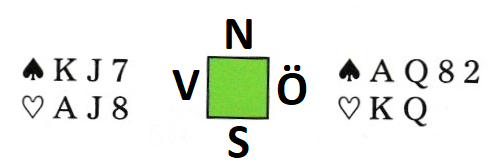 N
♠ K J 7
♡ A J 8
V
Ö
♠ A Q 8 2
♡ K Q
S